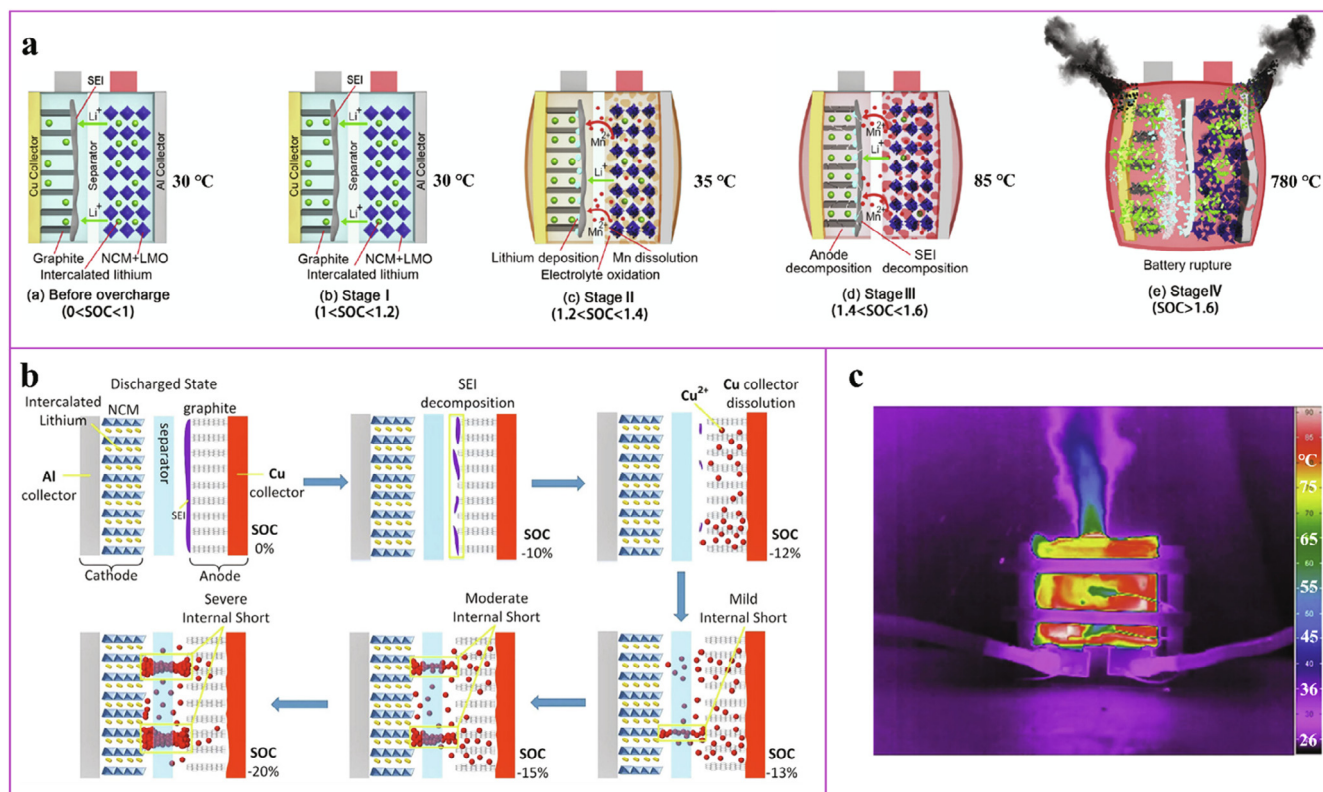 a
SEI
Li+
Cu Collector
Separator
Al Collector
Li+
30 °C
Graphite
NCM+LMO
Intercalated lithium
(a) Before overcharge
(0<SOC<1)
SEI
Li+
Cu Collector
Separator
Al Collector
Li+
30 °C
Graphite
NCM+LMO
Intercalated lithium
(b) Stage I
(1<SOC<1.2)
Mn2+
Li+
Mn2+
35 °C
Lithium deposition
Mn dissolution
Electrolyte oxidation
(c) Stage II
(1.2<SOC<1.4)
Mn2+
Li+
Mn2+
85 °C
Anode decomposition
SEI decomposition
(d) Stage III
(1.4<SOC<1.6)
780 °C
Battery rupture
(e) StageIV
(SOC>1.6)
b
Discharged State
Intercalated Lithium
NCM
graphite
separator
Al collector
Cu collector
SEI
SOC
0%
Cathode
Anode
SEI decomposition
SOC
-10%
Cu2+
Cu collector dissolution
SOC
-12%
Severe Internal Short
SOC
-20%
Moderate Internal Short
SOC
-15%
Mild Internal Short
SOC
-13%
c
90
°C
75
65
55
45
36
26